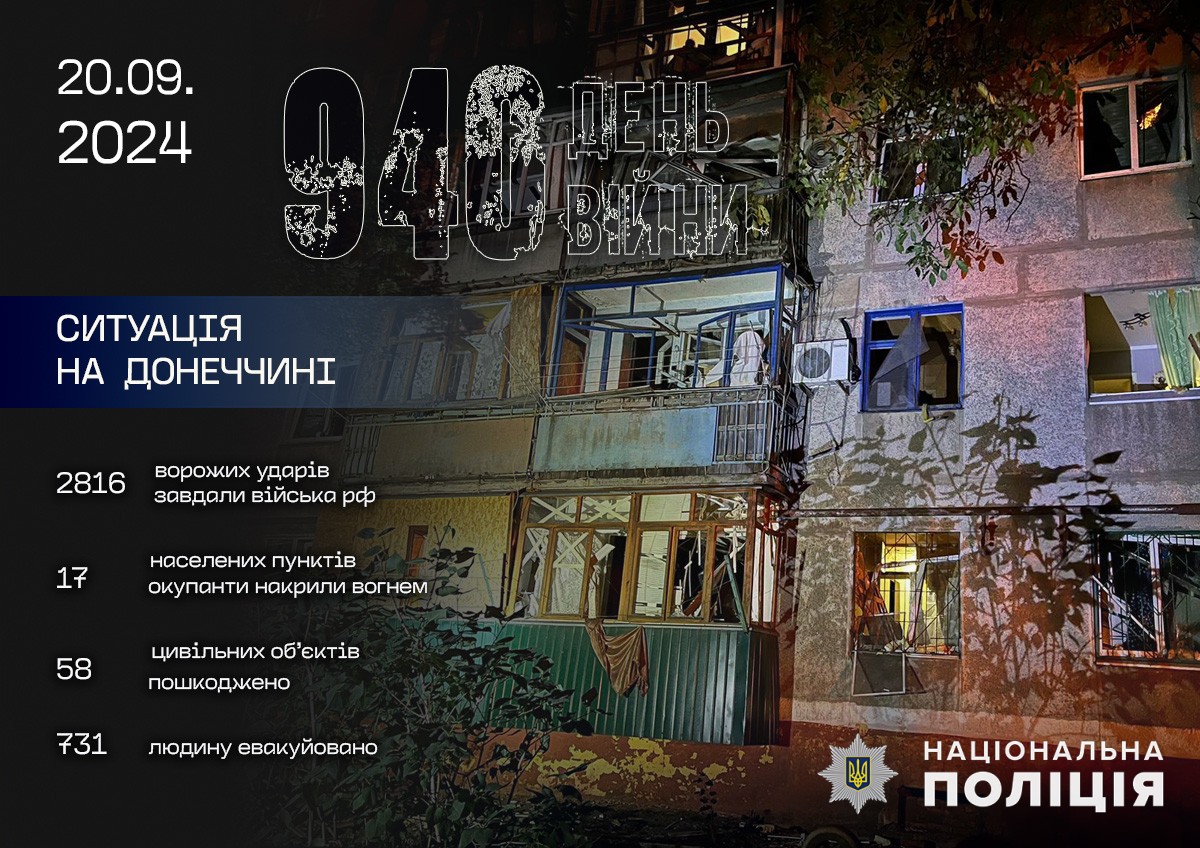 20.09.
2024
940
ДЕНЬ
ВІЙНИ
СИТУАЦІЯ
НА ДОНЕЧЧИНІ
2816
ворожих ударів
завдали війська рф
17
населених пунктів
окупанти накрили вогнем
58
цивільних об'єктів
пошкоджено
731
людину евакуйовано
НАЦІОНАЛЬНА
ПОЛІЦІЯ